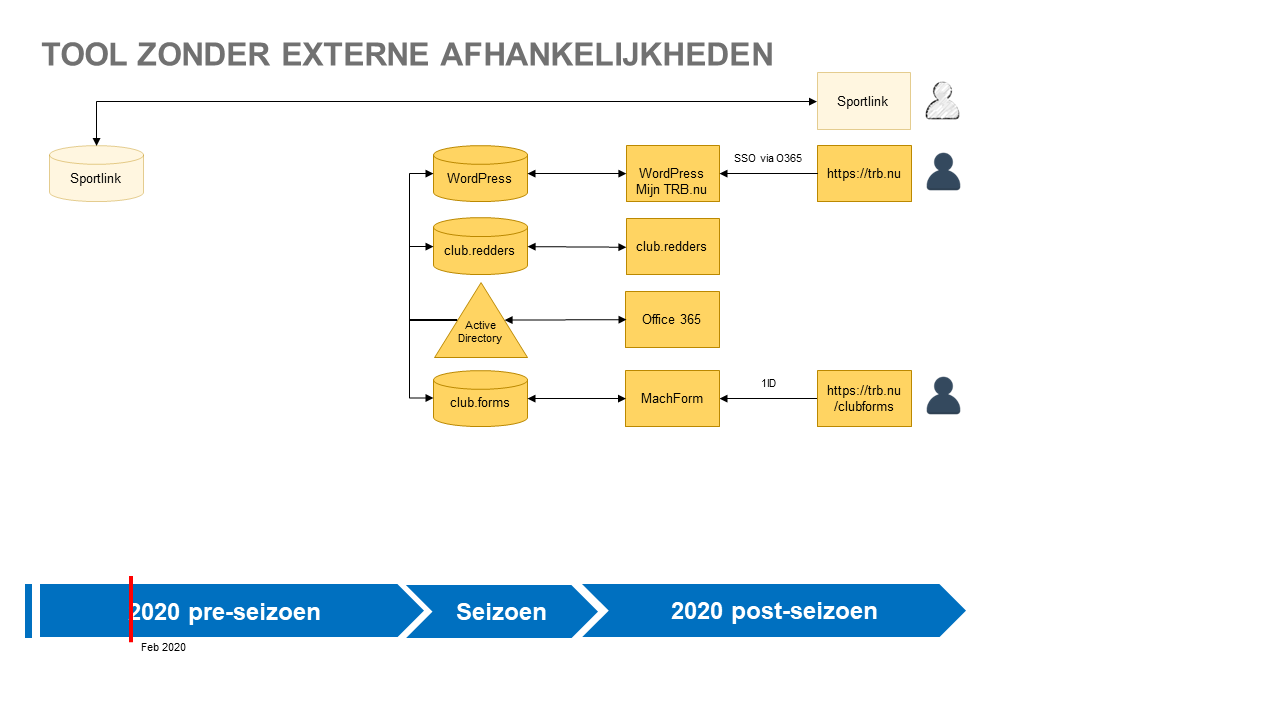 TOOL ZONDER EXTERNE AFHANKELIJKHEDEN
Sportlink
Sportlink
WordPress
WordPress
Mijn TRB.nu
SSO via O365
https://trb.nu
club.redders
club.redders
Active
Directory
Office 365
club.forms
MachForm
1ID
https://trb.nu
/clubforms
2020 pre-seizoen
Seizoen
2020 post-seizoen
Feb 2020